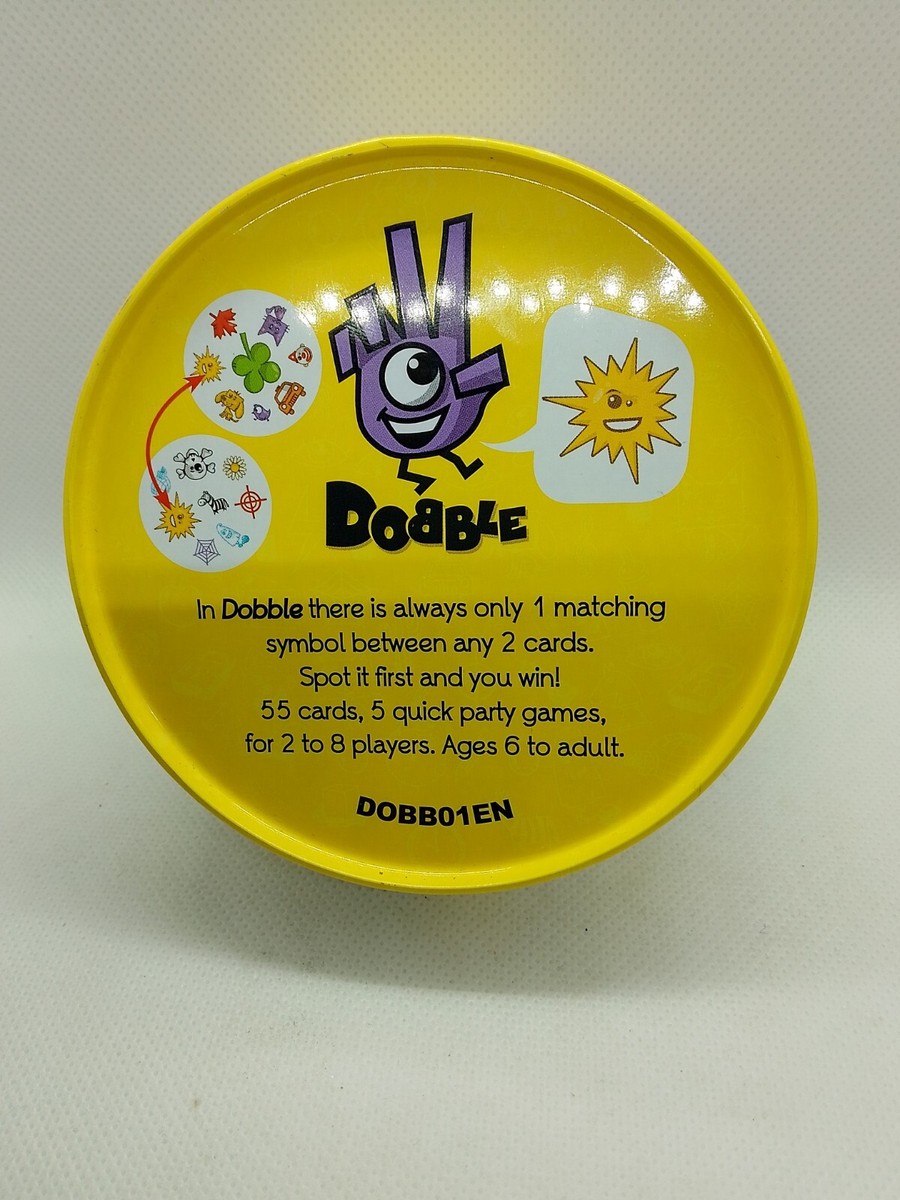 DOBBLE
In Dobble there is always only 1 matching
symbol between any 2 cards.
Spot it first and you win!
55 cards, 5 quick party games,
for 2 to 8 players. Ages 6 to adult.
DOBB01EN